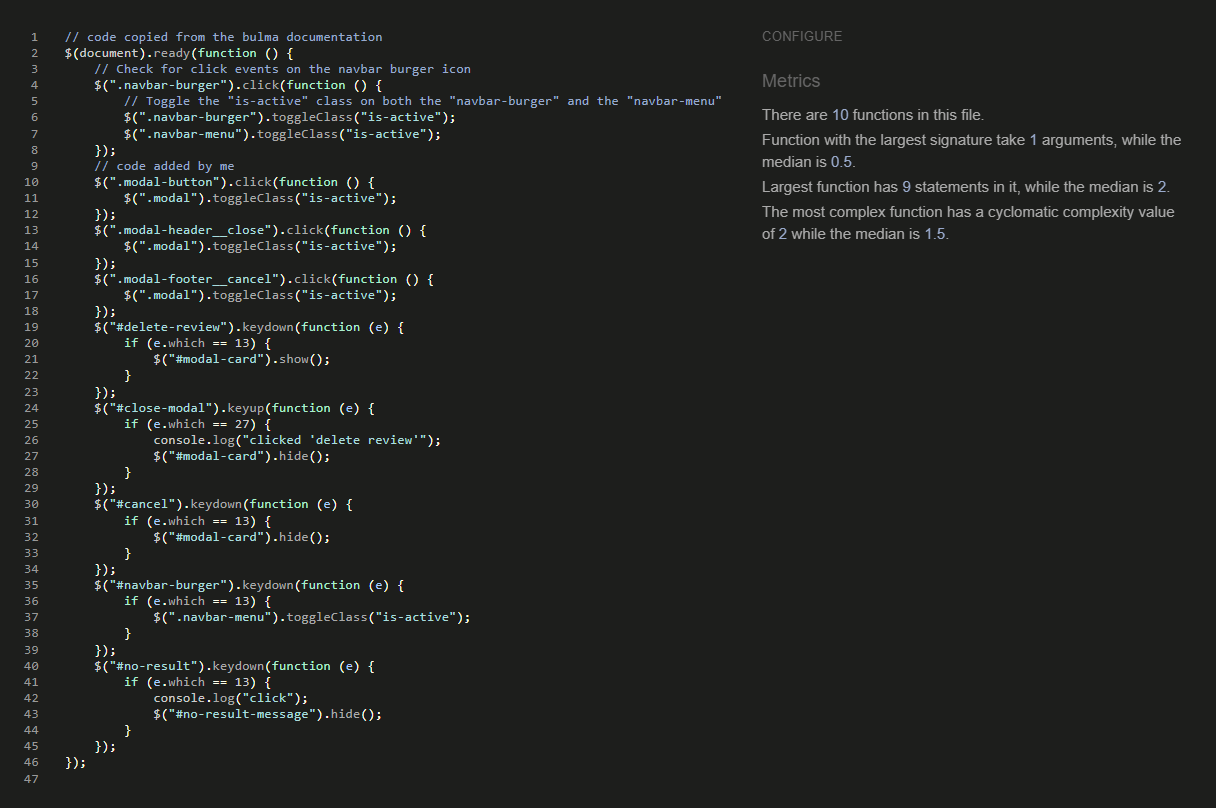 1 // code copied from the bulma documentation
2 $(document).ready(function () {
3     // Check for click events on the navbar burger icon
4     $(".navbar-burger").click(function () {
5         // Toggle the "is-active" class on both the "navbar-burger" and the "navbar-menu"
6         $(".navbar-burger").toggleClass("is-active");
7         $(".navbar-menu").toggleClass("is-active");
8     });
9     // code added by me
10     $(".modal-button").click(function () {
11         $(".modal").toggleClass("is-active");
12     });
13     $(".modal-header__close").click(function () {
14         $(".modal").toggleClass("is-active");
15     });
16     $(".modal-footer__cancel").click(function () {
17         $(".modal").toggleClass("is-active");
18     });
19     $("#delete-review").keydown(function (e) {
20         if (e.which == 13) {
21             $("#modal-card").show();
22         }
23     });
24     $("#close-modal").keyup(function (e) {
25         if (e.which == 27) {
26             console.log("clicked 'delete review'");
27             $("#modal-card").hide();
28         }
29     });
30     $("#cancel").keydown(function (e) {
31         if (e.which == 13) {
32             $("#modal-card").hide();
33         }
34     });
35     $("#navbar-burger").keydown(function (e) {
36         if (e.which == 13) {
37             $(".navbar-menu").toggleClass("is-active");
38         }
39     });
40     $("#no-result").keydown(function (e) {
41         if (e.which == 13) {
42             console.log("click");
43             $("#no-result-message").hide();
44         }
45     });
46 });
47
CONFIGURE
Metrics
There are 10 functions in this file.
Function with the largest signature take 1 arguments, while the
median is 0.5.
Largest function has 9 statements in it, while the median is 2.
The most complex function has a cyclomatic complexity value
of 2 while the median is 1.5.